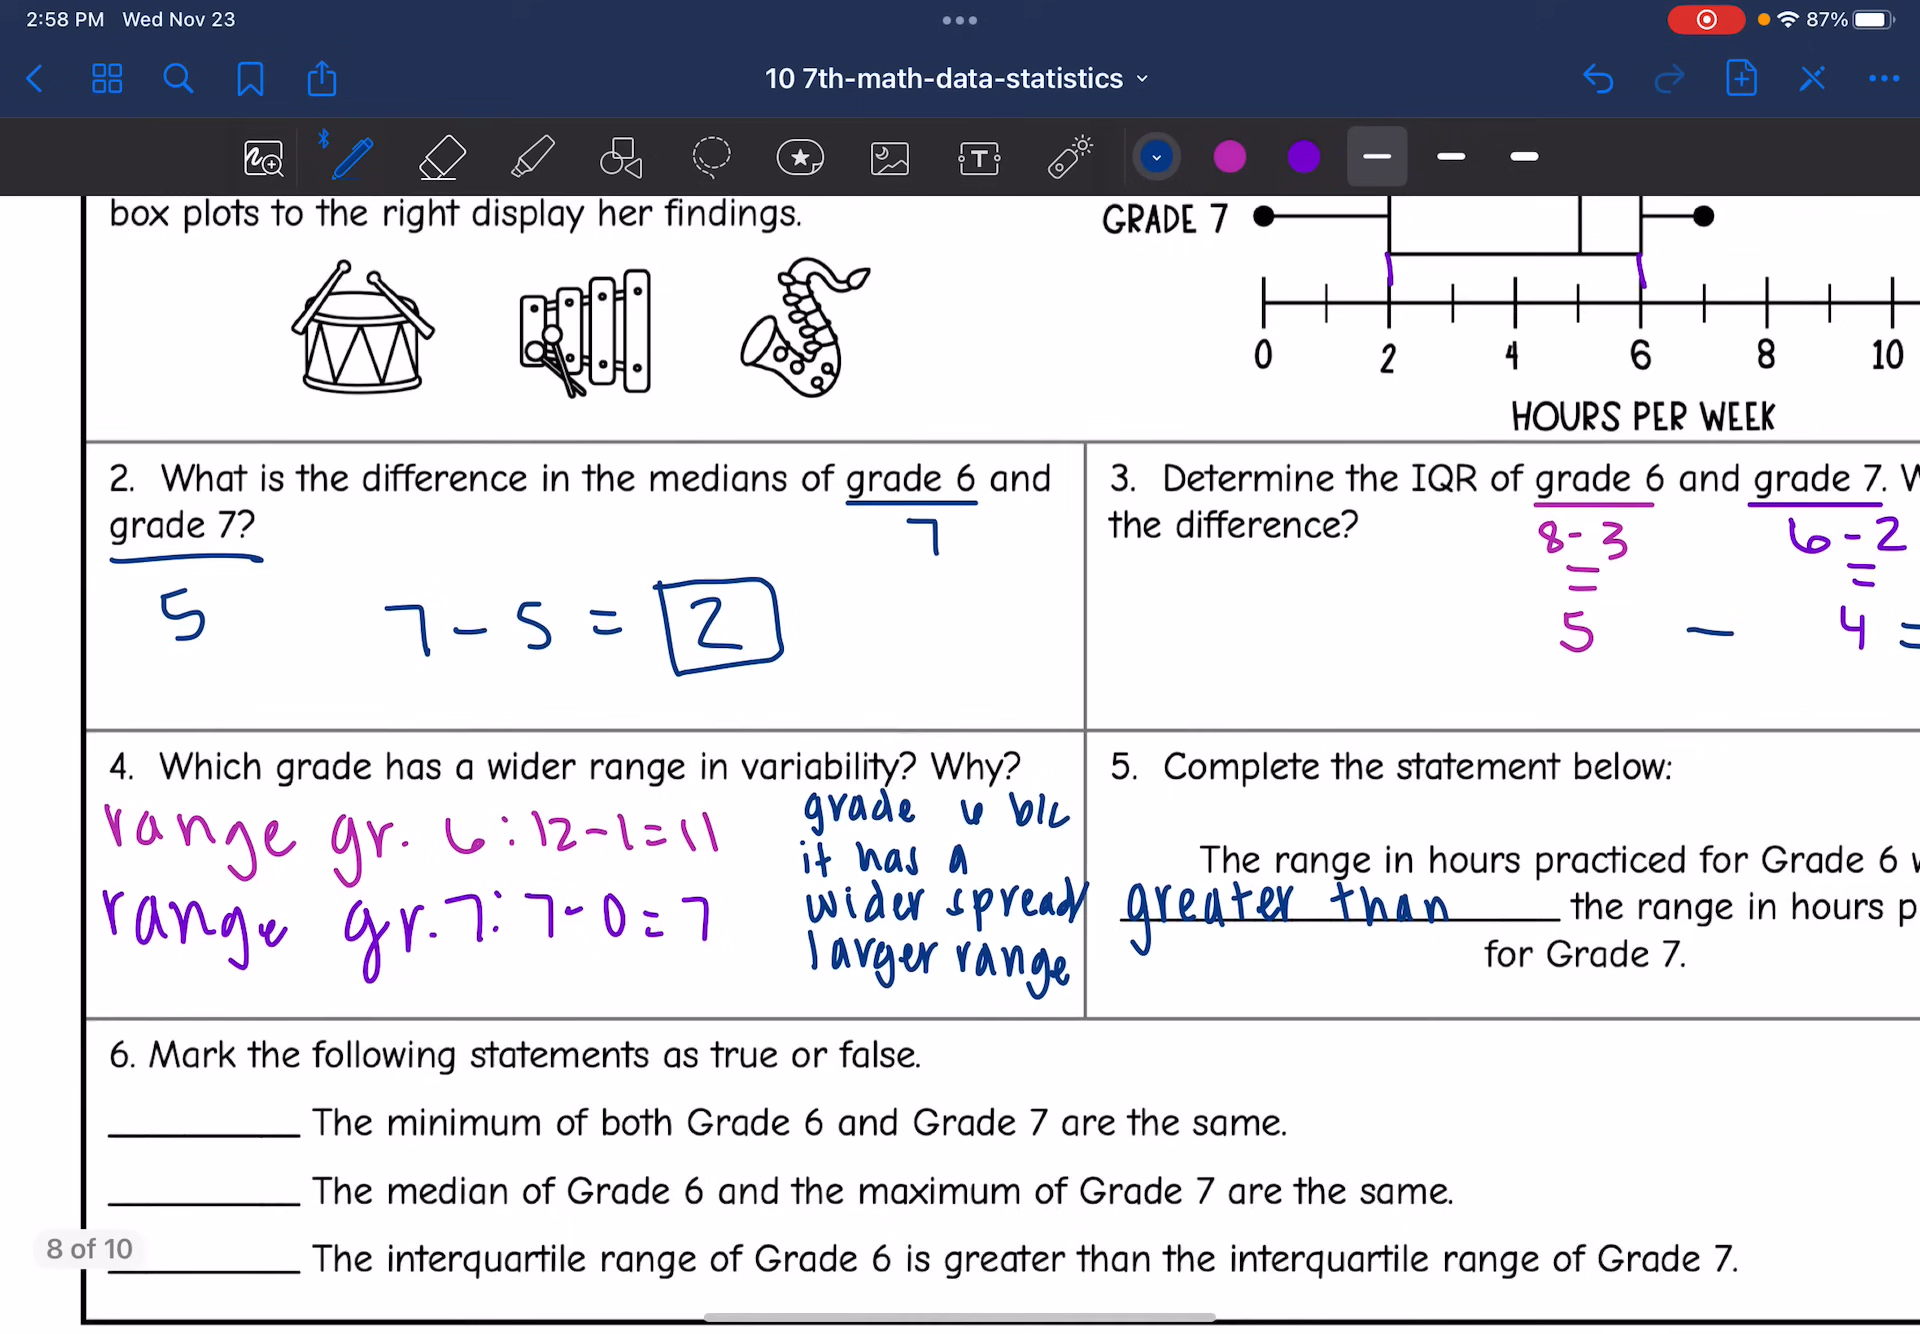 2:58 PM Wed Nov 23
87%
10 7th-math-data-statistics
T
box plots to the right display her findings.
GRADE 7
0 2 4 6 8 10
HOURS PER WEEK
2. What is the difference in the medians of grade 6 and
grade 7?
7
5
7 - 5 = 2
3. Determine the IQR of grade 6 and grade 7. W
the difference?
8 - 3 6 - 2
= =
5 - 4 =
4. Which grade has a wider range in variability? Why?
range gr. 6: 12-1=11
range gr. 7: 7-0=7
grade 6 b/c
it has a
wider spread/
larger range
5. Complete the statement below:
The range in hours practiced for Grade 6 w
greater than the range in hours p
for Grade 7.
6. Mark the following statements as true or false.
The minimum of both Grade 6 and Grade 7 are the same.
The median of Grade 6 and the maximum of Grade 7 are the same.
The interquartile range of Grade 6 is greater than the interquartile range of Grade 7.
8 of 10